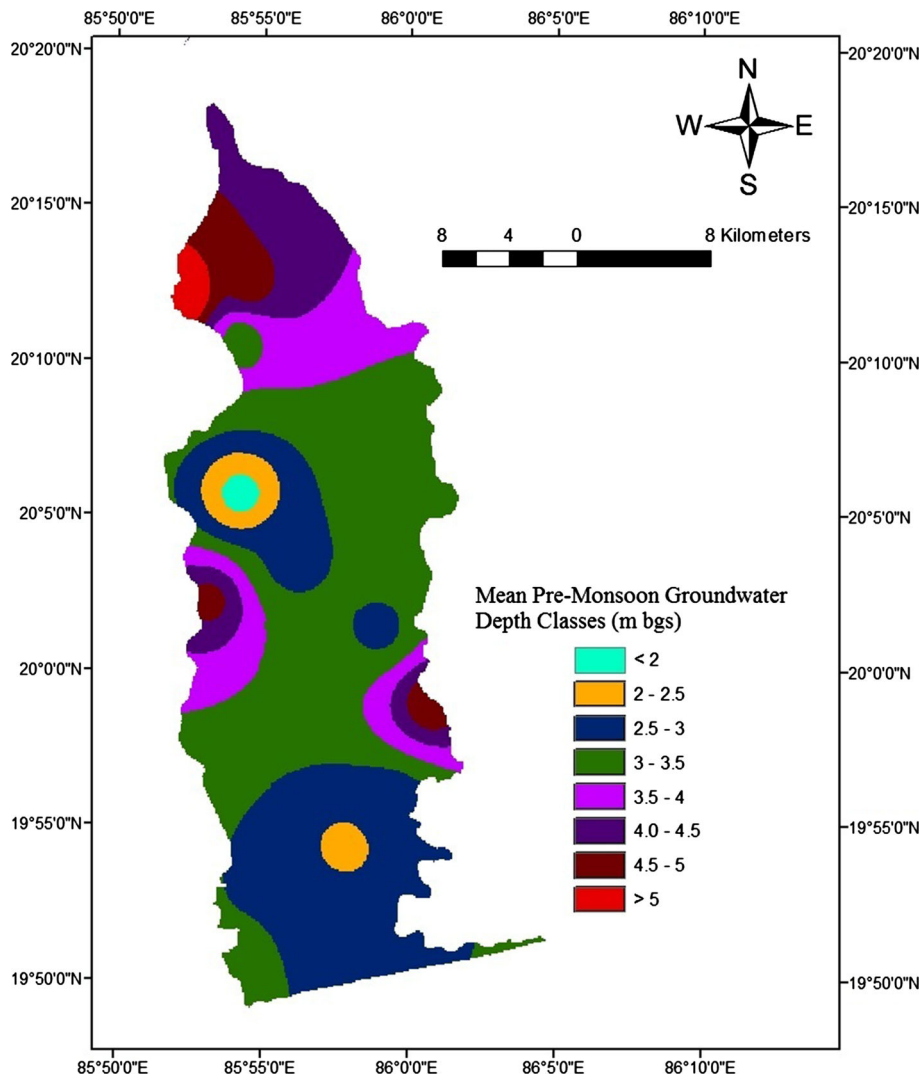 85°50'0"E 85°55'0"E 86°0'0"E 86°5'0"E 86°10'0"E
20°20'0"N 20°20'0"N
N
W E
S
20°15'0"N 20°15'0"N
8 4 0 8 Kilometers
20°10'0"N 20°10'0"N
20°5'0"N 20°5'0"N
Mean Pre-Monsoon Groundwater
Depth Classes (m bgs)
< 2
20°0'0"N 20°0'0"N
2 - 2.5
2.5 - 3
3 - 3.5
3.5 - 4
19°55'0"N 19°55'0"N
4.0 - 4.5
4.5 - 5
> 5
19°50'0"N 19°50'0"N
85°50'0"E 85°55'0"E 86°0'0"E 86°5'0"E 86°10'0"E